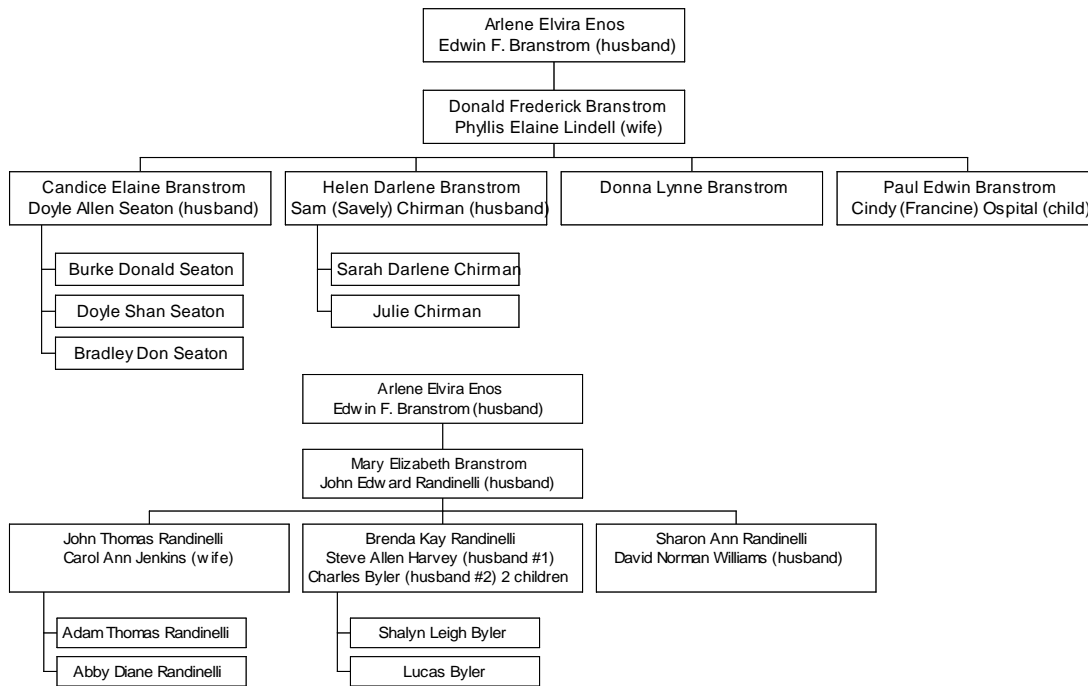 Arlene Elvira Enos
Edwin F. Branstrom (husband)
Donald Frederick Branstrom
Phyllis Elaine Lindell (wife)
Candice Elaine Branstrom
Doyle Allen Seaton (husband)
Helen Darlene Branstrom
Sam (Savely) Chirman (husband)
Donna Lynne Branstrom
Paul Edwin Branstrom
Cindy (Francine) Ospital (child)
Burke Donald Seaton
Doyle Shan Seaton
Bradley Don Seaton
Sarah Darlene Chirman
Julie Chirman
Arlene Elvira Enos
Edwin F. Branstrom (husband)
Mary Elizabeth Branstrom
John Edward Randinelli (husband)
John Thomas Randinelli
Carol Ann Jenkins (wife)
Brenda Kay Randinelli
Steve Allen Harvey (husband #1)
Charles Byler (husband #2) 2 children
Sharon Ann Randinelli
David Norman Williams (husband)
Adam Thomas Randinelli
Abby Diane Randinelli
Shalyn Leigh Byler
Lucas Byler